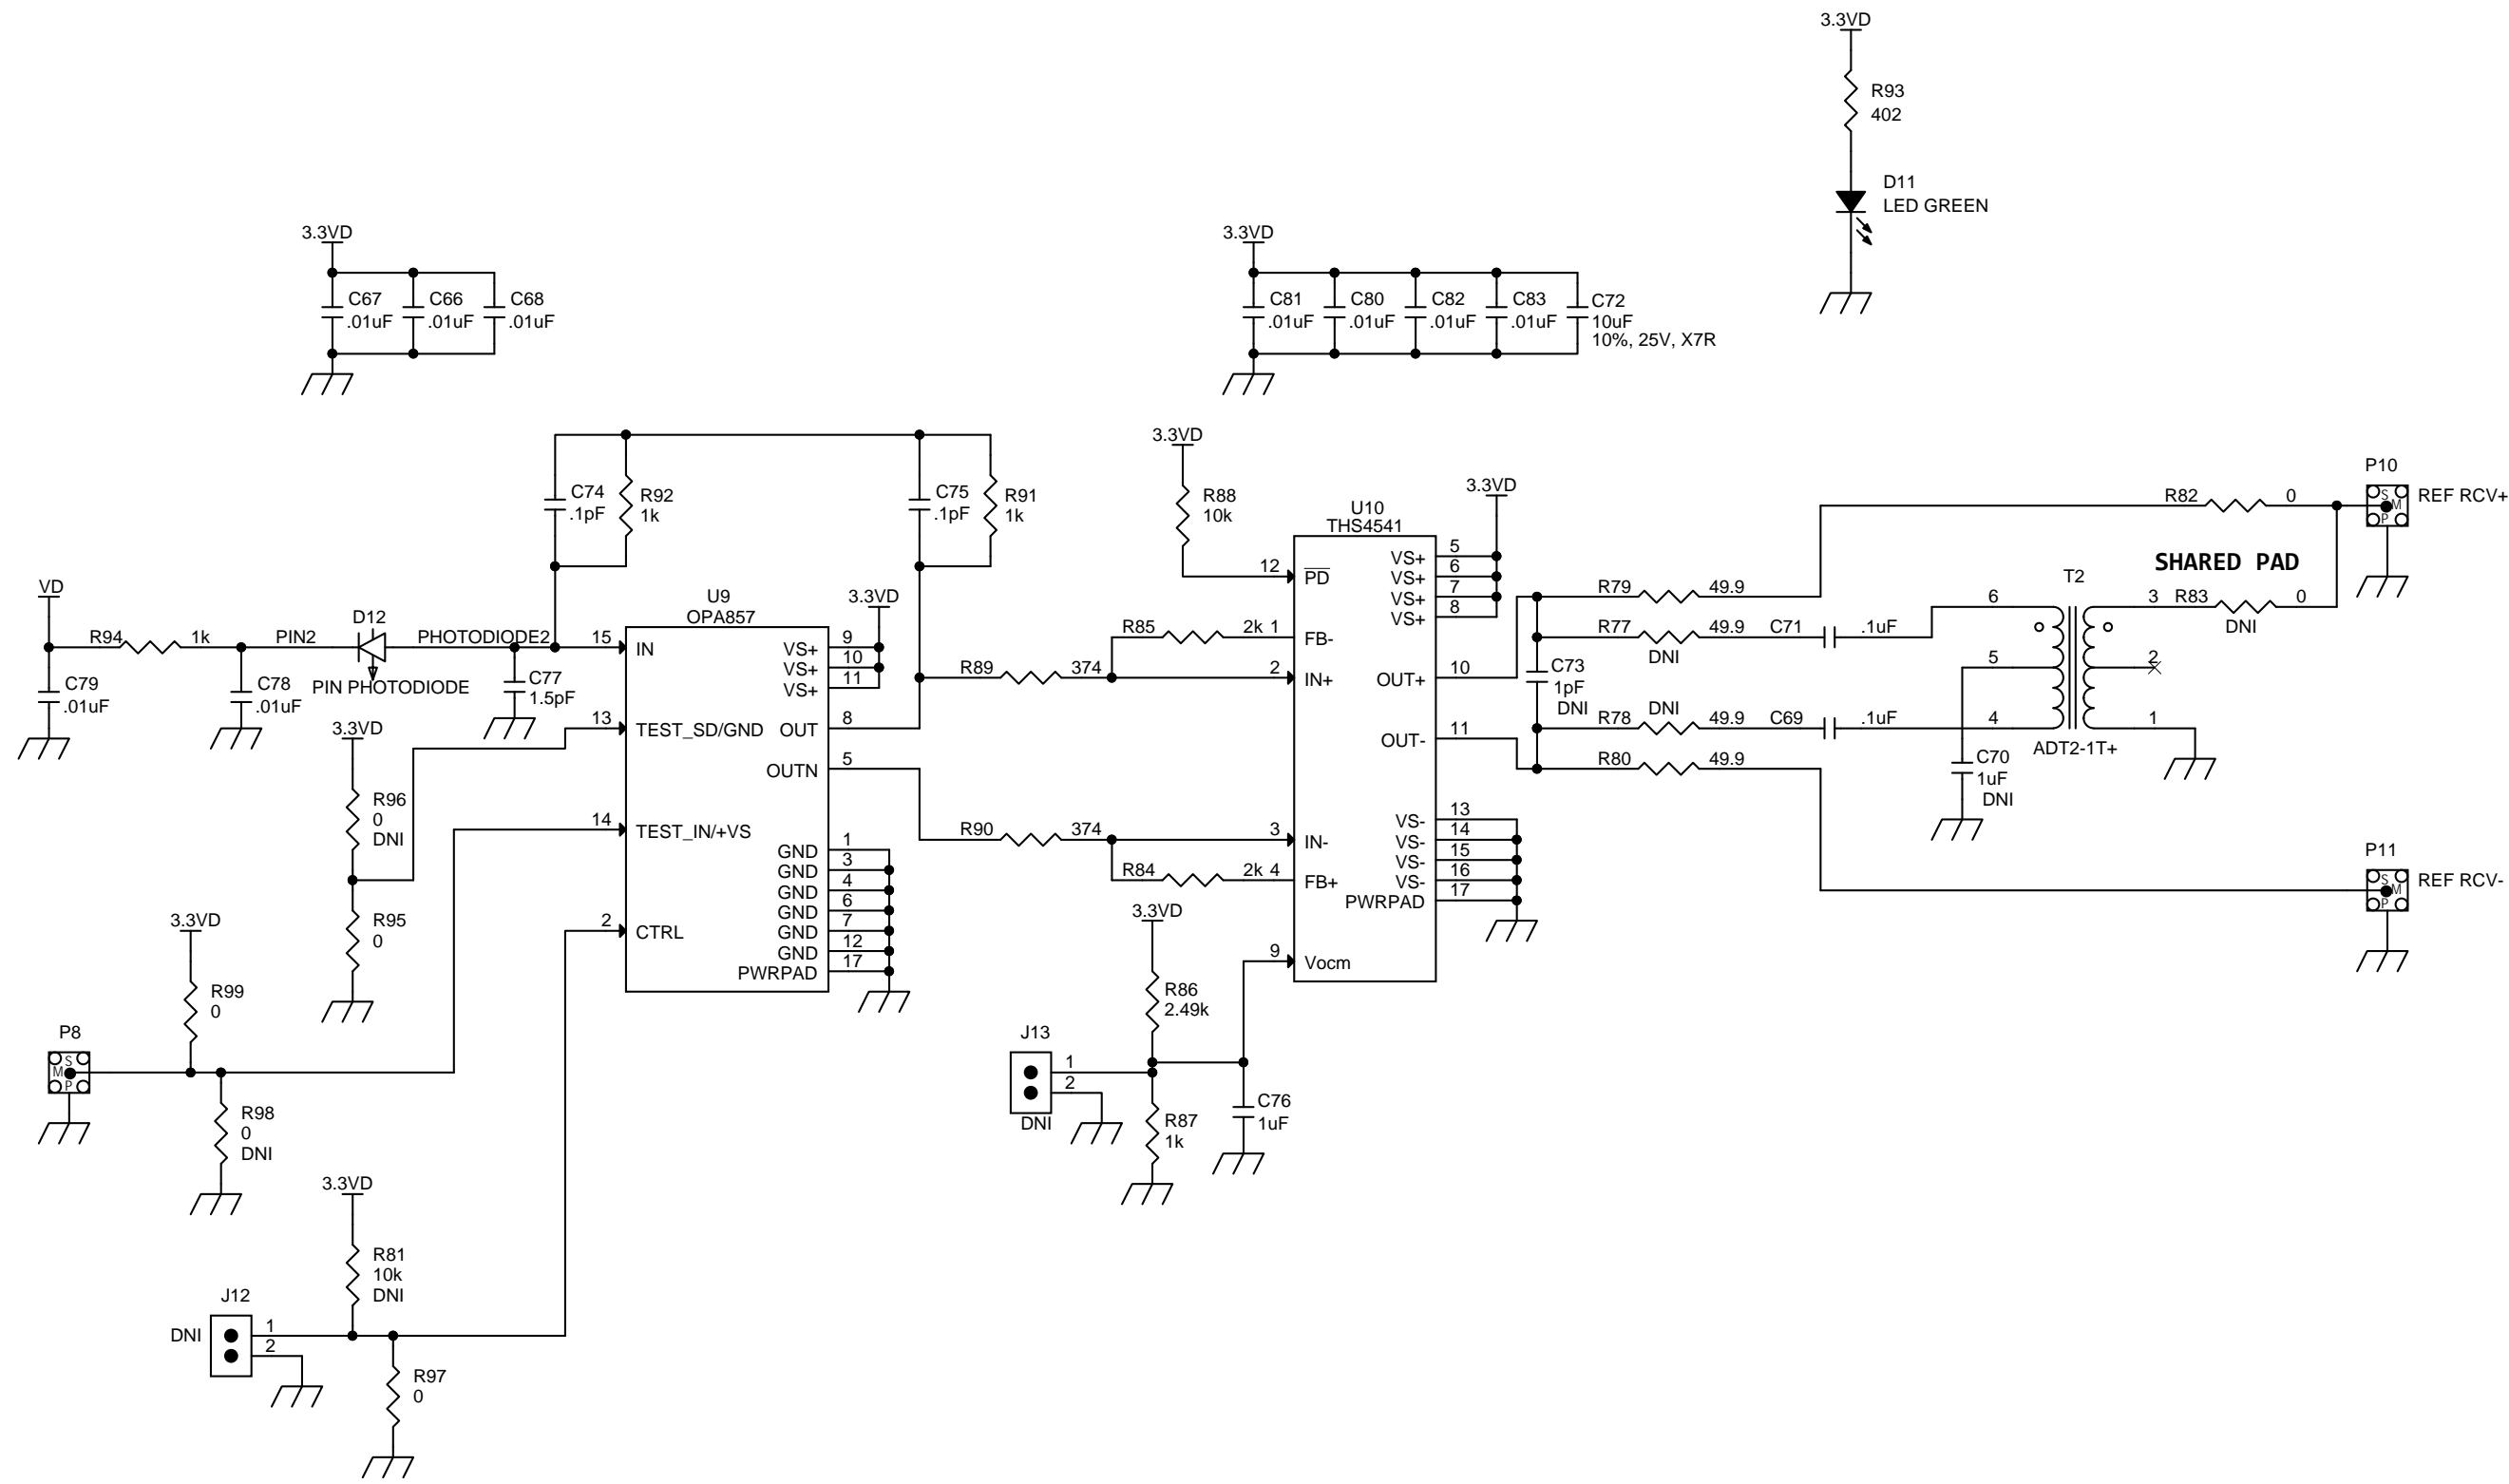 3.3VD
R93
402
D11
LED GREEN
3.3VD
C67
.01uF
C66
.01uF
C68
.01uF
3.3VD
C81
.01uF
C80
.01uF
C82
.01uF
C83
.01uF
C72
10uF
10%, 25V, X7R
C74
.1pF
R92
1k
C75
.1pF
R91
1k
3.3VD
R88
10k
VD
R94 1k
C79
.01uF
C78
.01uF
PIN2
D12
PIN PHOTODIODE
PHOTODIODE2
C77
1.5pF
U9
OPA857
15 IN
13 TEST_SD/GND
14 TEST_IN/+VS
2 CTRL
3.3VD
VS+ 9
VS+ 10
VS+ 11
OUT 8
OUTN 5
GND 1
GND 3
GND 4
GND 6
GND 7
GND 12
PWRPAD 17
3.3VD
R96
0
DNI
R95
0
3.3VD
R99
0
P8
S
M
P
R98
0
DNI
3.3VD
R81
10k
DNI
J12
DNI
1
2
R97
0
R89 374
R85 2k
R90 374
R84 2k
U10
THS4541
12 PD
1 FB-
2 IN+
3 IN-
4 FB+
9 Vocm
3.3VD
VS+ 5
VS+ 6
VS+ 7
VS+ 8
OUT+ 10
OUT- 11
VS- 13
VS- 14
VS- 15
VS- 16
PWRPAD 17
3.3VD
R86
2.49k
J13
1
2
DNI
R87
1k
C76
1uF
C73
1pF
DNI
R79 49.9
R77 49.9
DNI
C71 .1uF
DNI
R78 49.9
C69 .1uF
R80 49.9
C70
1uF
DNI
T2
6
5
4
3
2
1
ADT2-1T+
SHARED PAD
R82 0
R83 0
DNI
P10
S
M
P
REF RCV+
P11
S
M
P
REF RCV-